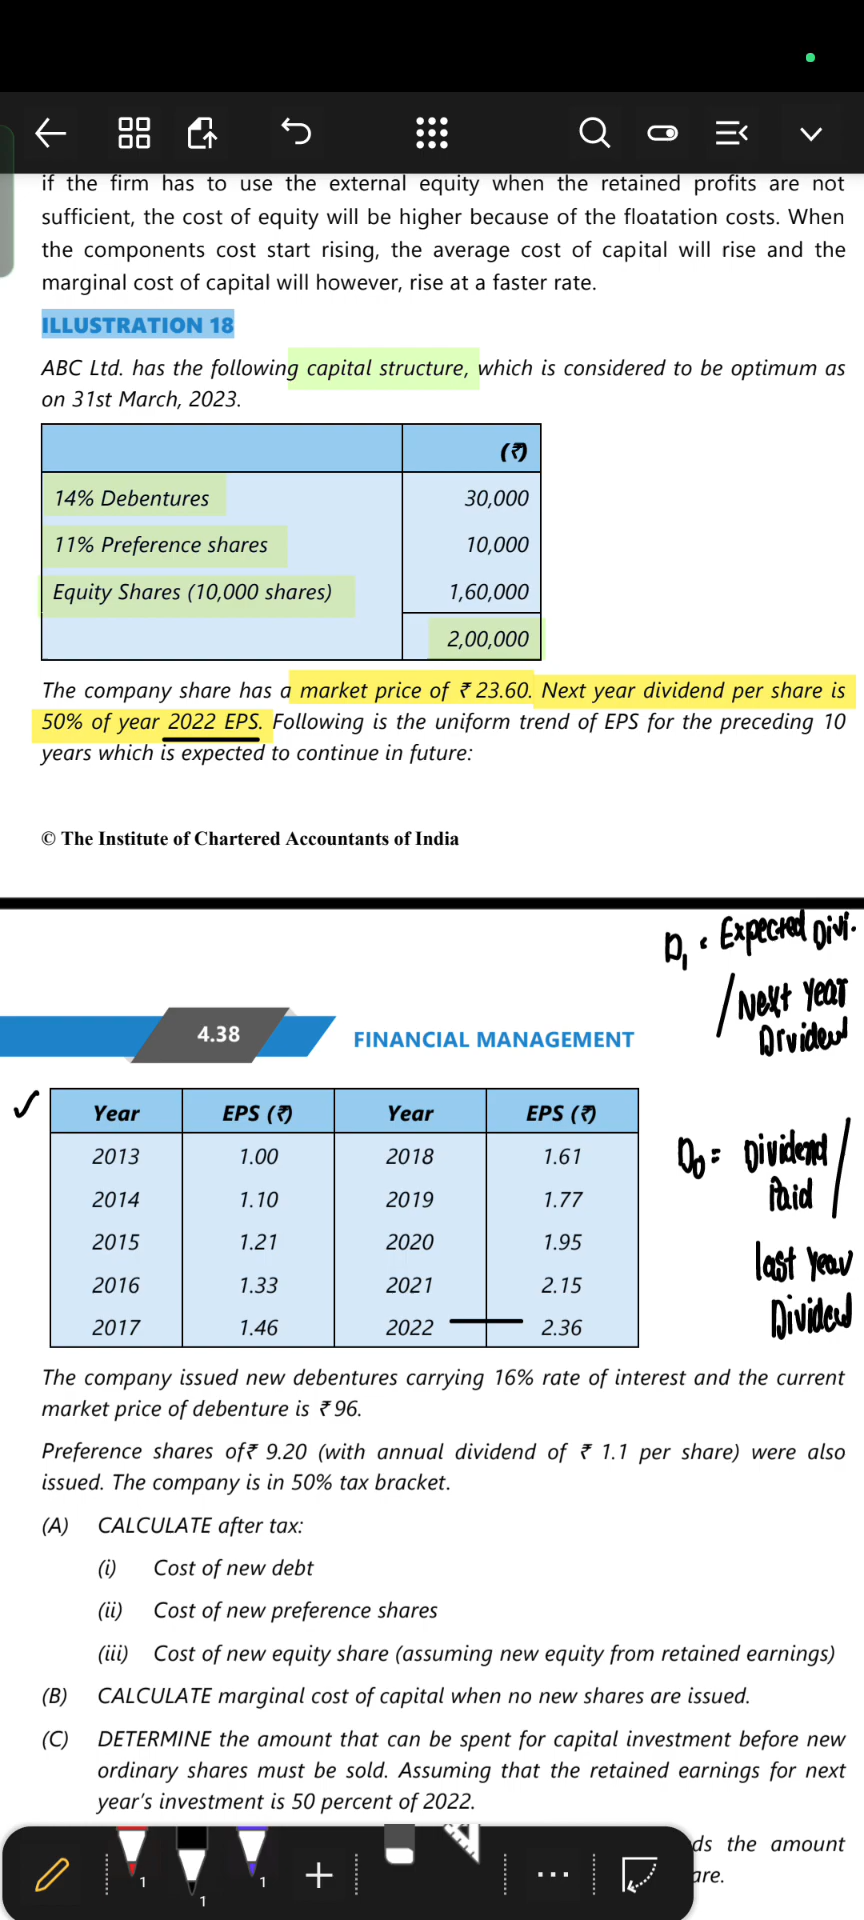 if the firm has to use the external equity when the retained profits are not
sufficient, the cost of equity will be higher because of the floatation costs. When
the components cost start rising, the average cost of capital will rise and the
marginal cost of capital will however, rise at a faster rate.
ILLUSTRATION 18
ABC Ltd. has the following capital structure, which is considered to be optimum as
on 31st March, 2023.
(₹)
14% Debentures 30,000
11% Preference shares 10,000
Equity Shares (10,000 shares) 1,60,000
2,00,000
The company share has a market price of ₹ 23.60. Next year dividend per share is
50% of year 2022 EPS. Following is the uniform trend of EPS for the preceding 10
years which is expected to continue in future:
© The Institute of Chartered Accountants of India
D₁ = Expected Divi.
/ Next Year
Dividend
4.38 FINANCIAL MANAGEMENT
Year EPS (₹) Year EPS (₹)
2013 1.00 2018 1.61
2014 1.10 2019 1.77
2015 1.21 2020 1.95
2016 1.33 2021 2.15
2017 1.46 2022 2.36
D₀ = Dividend /
Paid
last Year
Dividend
The company issued new debentures carrying 16% rate of interest and the current
market price of debenture is ₹ 96.
Preference shares of₹ 9.20 (with annual dividend of ₹ 1.1 per share) were also
issued. The company is in 50% tax bracket.
(A) CALCULATE after tax:
(i) Cost of new debt
(ii) Cost of new preference shares
(iii) Cost of new equity share (assuming new equity from retained earnings)
(B) CALCULATE marginal cost of capital when no new shares are issued.
(C) DETERMINE the amount that can be spent for capital investment before new
ordinary shares must be sold. Assuming that the retained earnings for next
year's investment is 50 percent of 2022.
ds the amount
are.
1
1
1